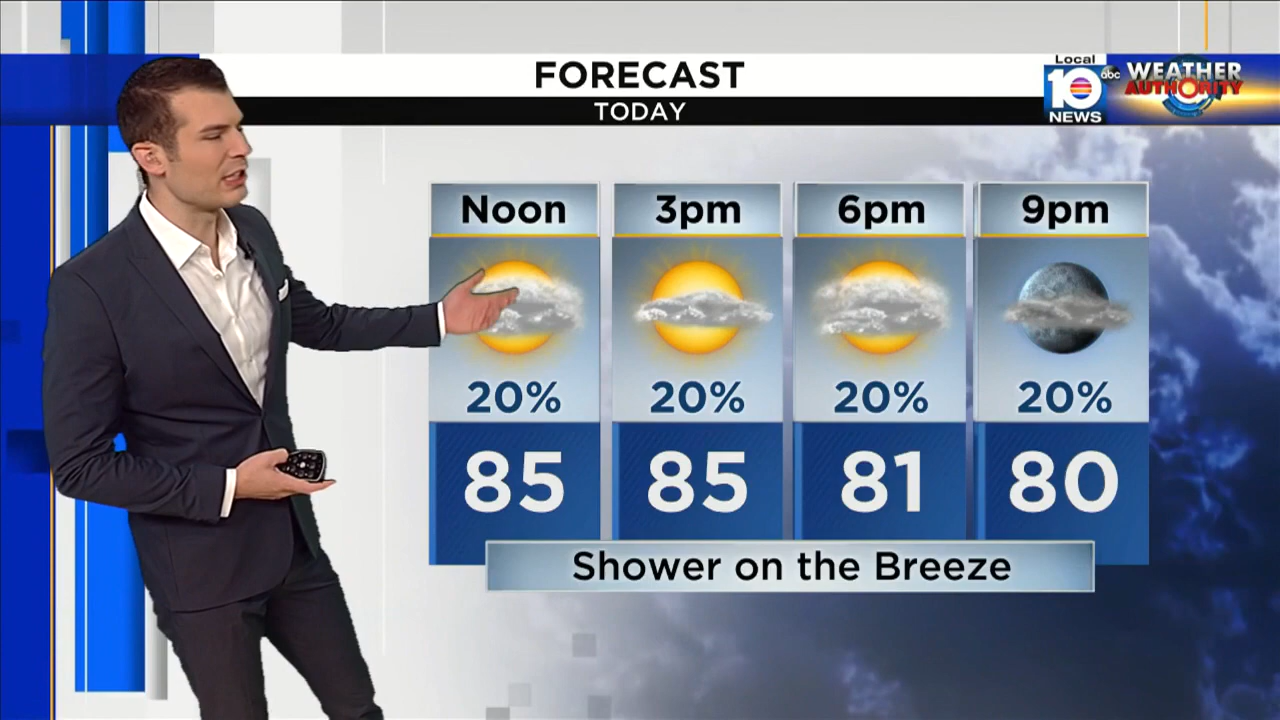 FORECAST
TODAY
Local
10
abc
NEWS
WEATHER
AUTHORITY
Noon
3pm
6pm
9pm
20%
20%
20%
20%
85
85
81
80
Shower on the Breeze